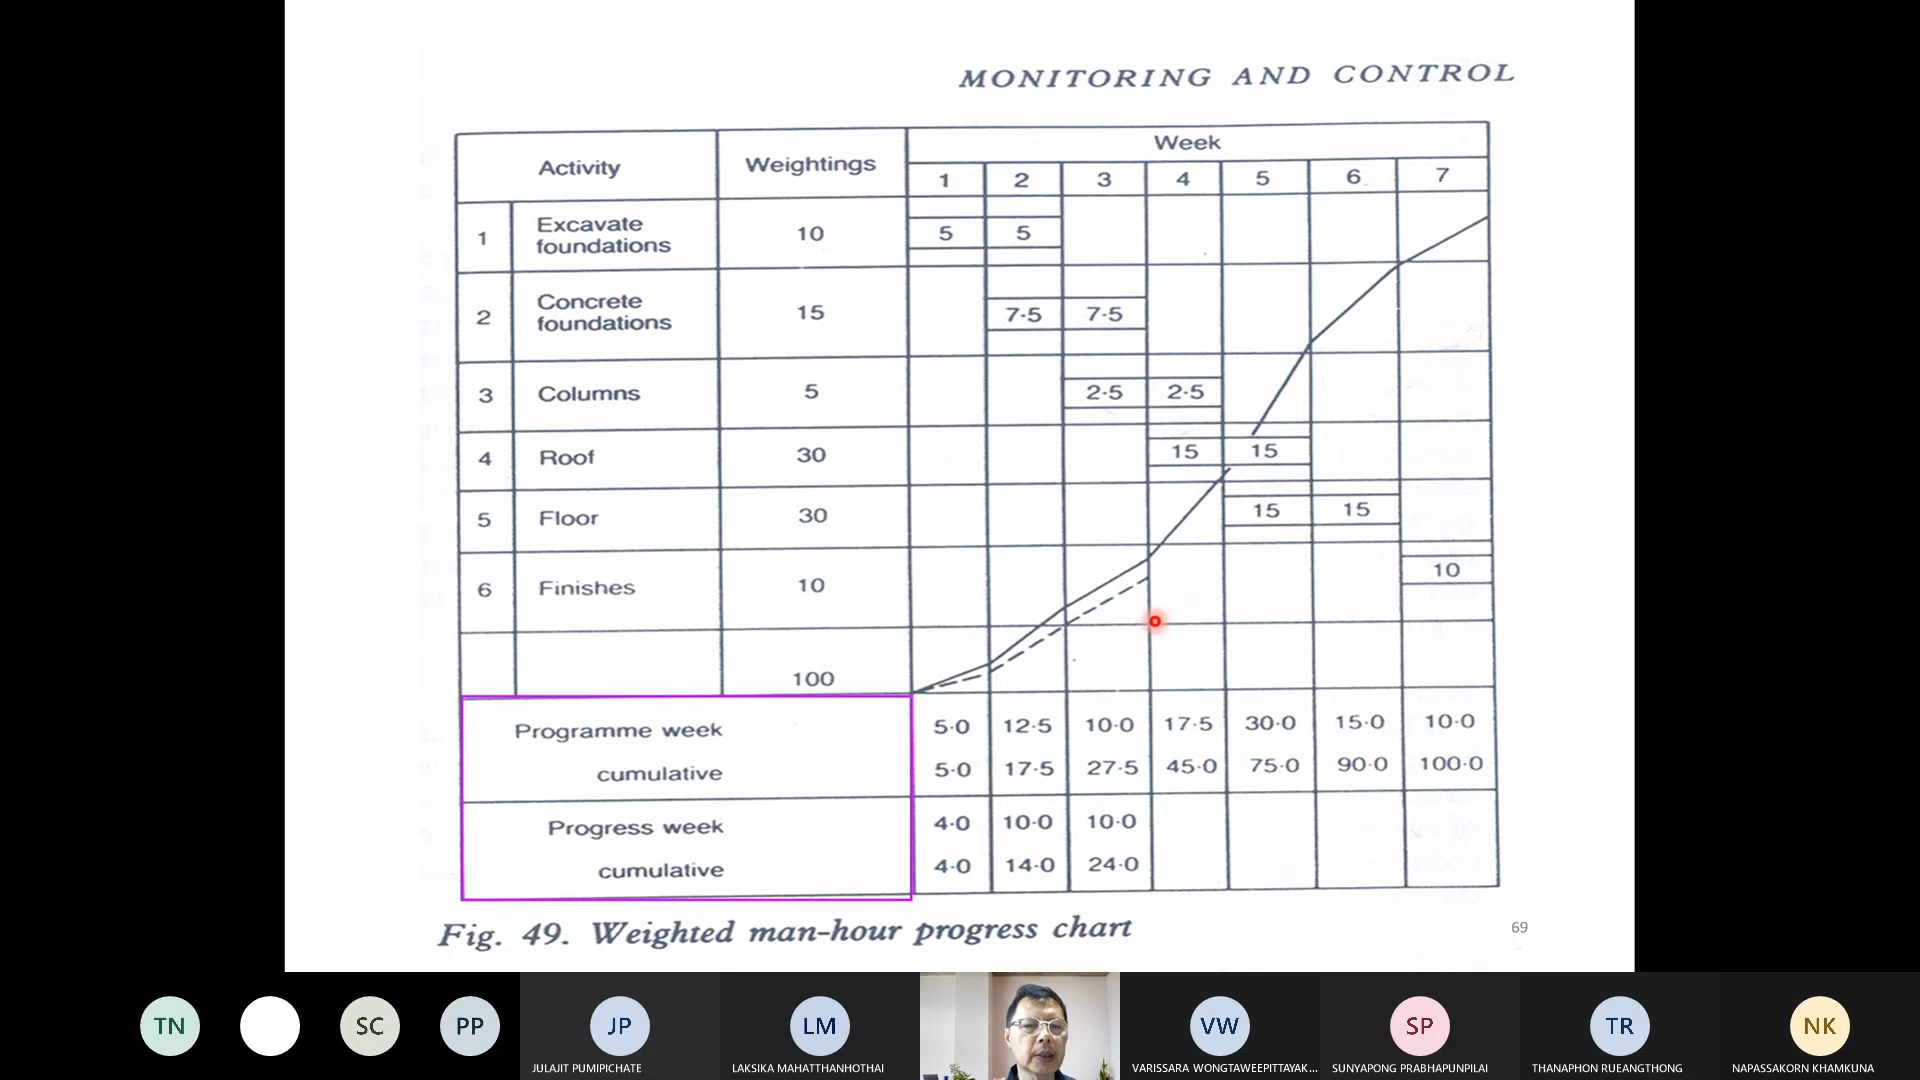 MONITORING AND CONTROL
Activity Weightings Week
1 2 3 4 5 6 7
1 Excavate foundations 10 5 5
2 Concrete foundations 15 7·5 7·5
3 Columns 5 2·5 2·5
4 Roof 30 15 15
5 Floor 30 15 15
6 Finishes 10 10
100
Programme week 5·0 12·5 10·0 17·5 30·0 15·0 10·0
cumulative 5·0 17·5 27·5 45·0 75·0 90·0 100·0
Progress week 4·0 10·0 10·0
cumulative 4·0 14·0 24·0
Fig. 49. Weighted man-hour progress chart
69
TN SC PP JP LM VW SP TR NK
JULAJIT PUMIPICHATE LAKSIKA MAHATTHANHOTHAI VARISSARA WONGTAWEEPITTAYAK... SUNYAPONG PRABHAPUNPILAI THANAPHON RUEANGTHONG NAPASSAKORN KHAMKUNA